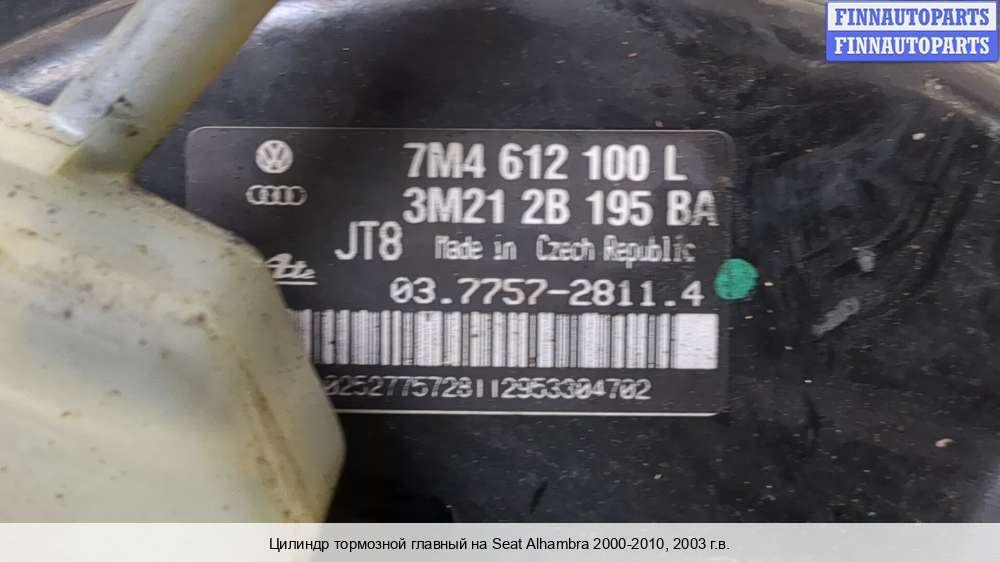 FINNAUTOPARTS
FINNAUTOPARTS
7M4 612 100 L
3M21 2B 195 BA
JT8 Made in Czech Republic
Ate
03.7757-2811.4
0252775728112953304702
Цилиндр тормозной главный на Seat Alhambra 2000-2010, 2003 г.в.